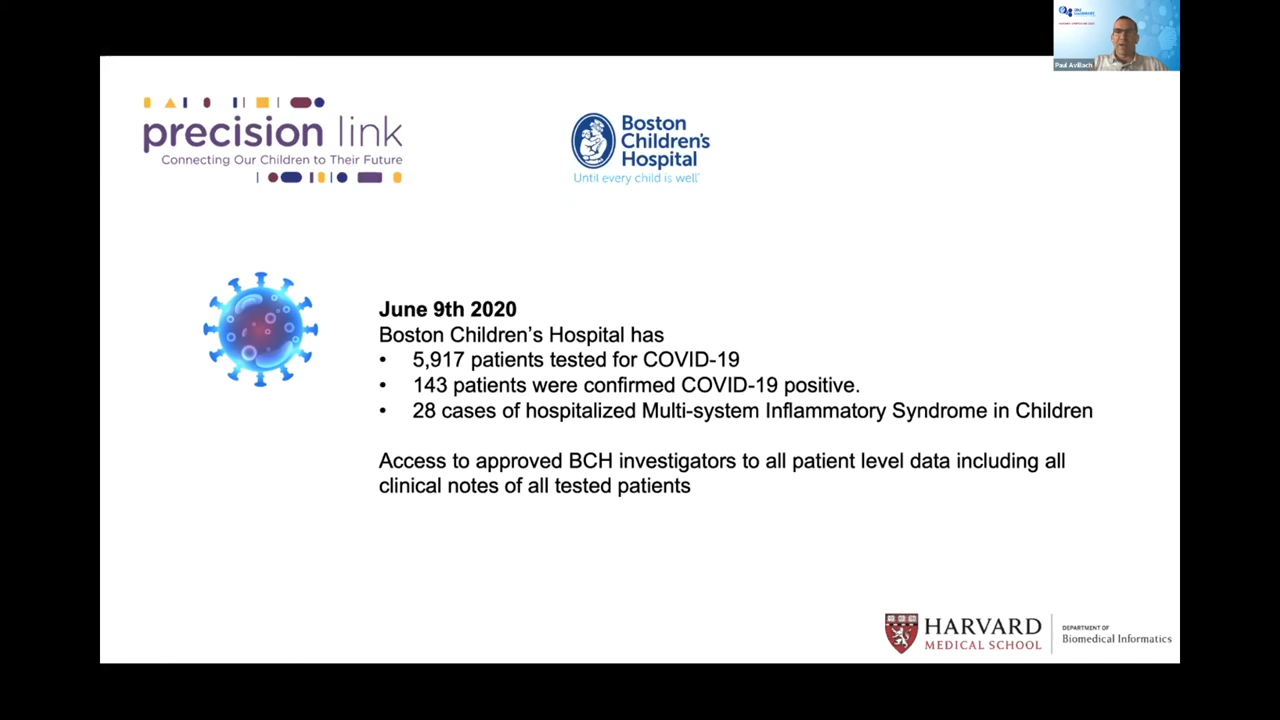 Paul Avillach
precision link
Connecting Our Children to Their Future
Boston
Children's
Hospital
Until every child is well
June 9th 2020
Boston Children's Hospital has
• 5,917 patients tested for COVID-19
• 143 patients were confirmed COVID-19 positive.
• 28 cases of hospitalized Multi-system Inflammatory Syndrome in Children
Access to approved BCH investigators to all patient level data including all
clinical notes of all tested patients
HARVARD
MEDICAL SCHOOL
DEPARTMENT OF
Biomedical Informatics